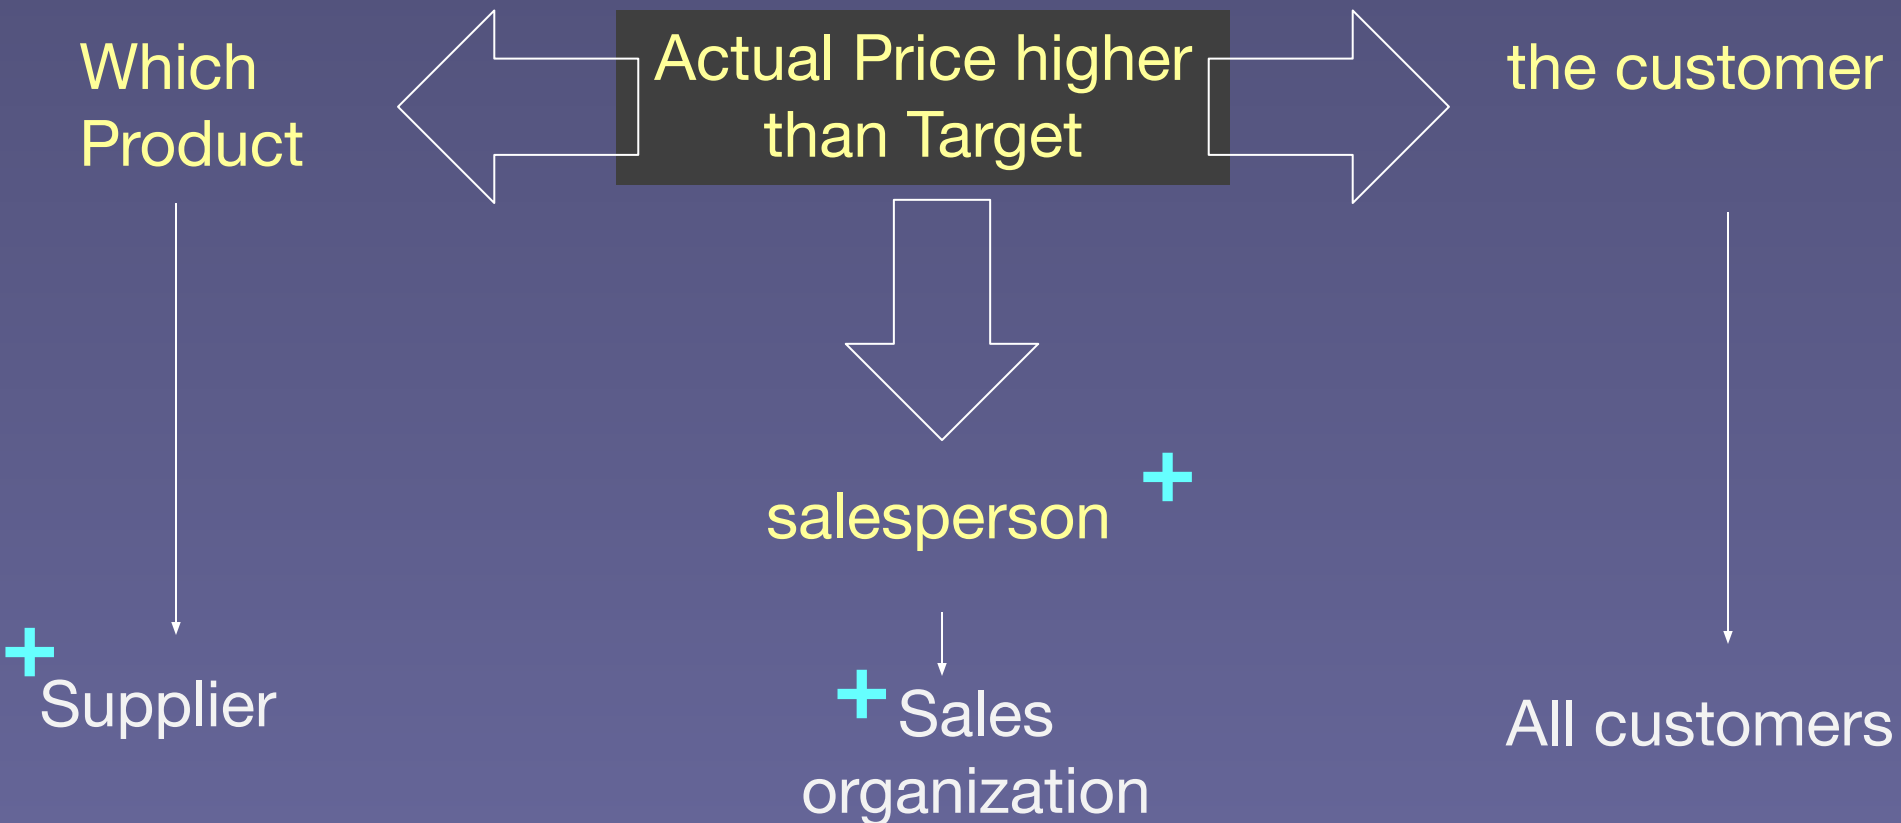 Which
Product
Actual Price higher
than Target
the customer
salesperson +
+
Supplier
+ Sales
organization
All customers